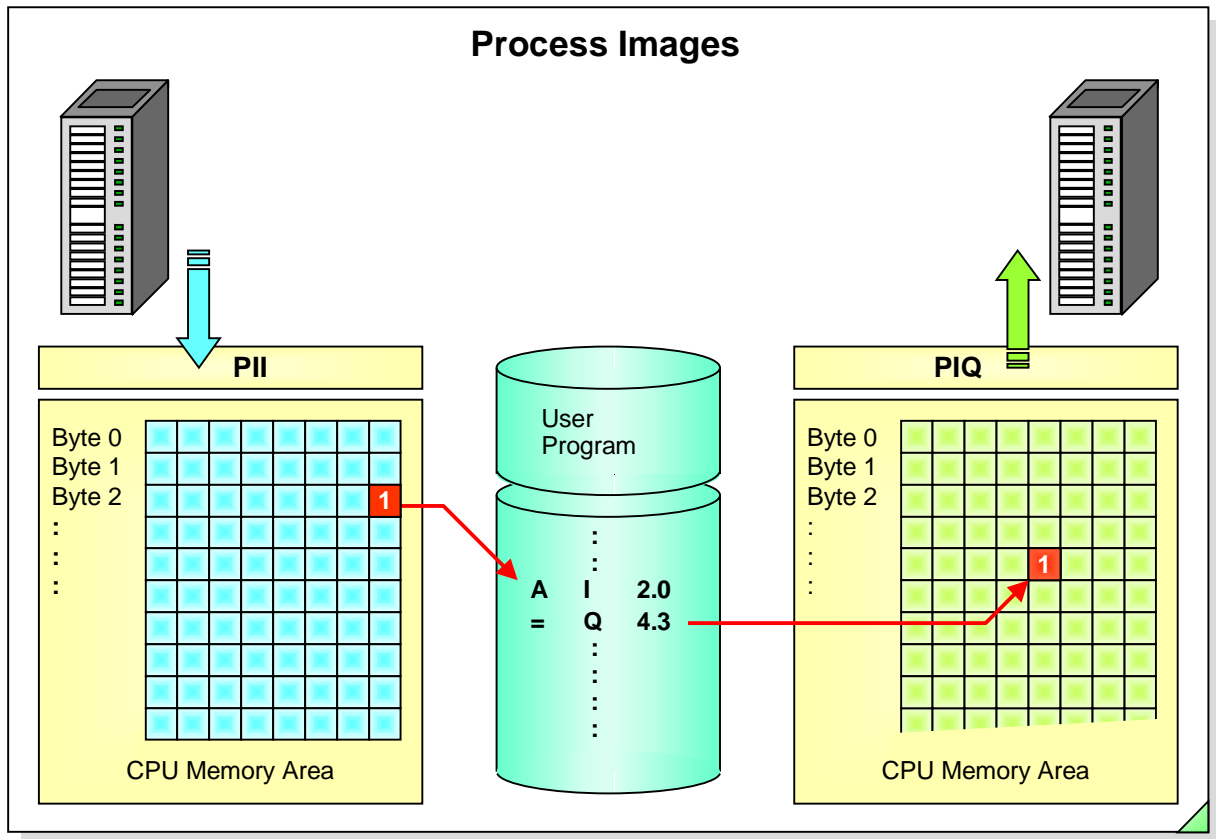 Process Images
PII
Byte 0
Byte 1
Byte 2
:
:
:
1
CPU Memory Area
User
Program
:
:
A I 2.0
= Q 4.3
:
:
:
:
PIQ
Byte 0
Byte 1
Byte 2
:
:
:
1
CPU Memory Area